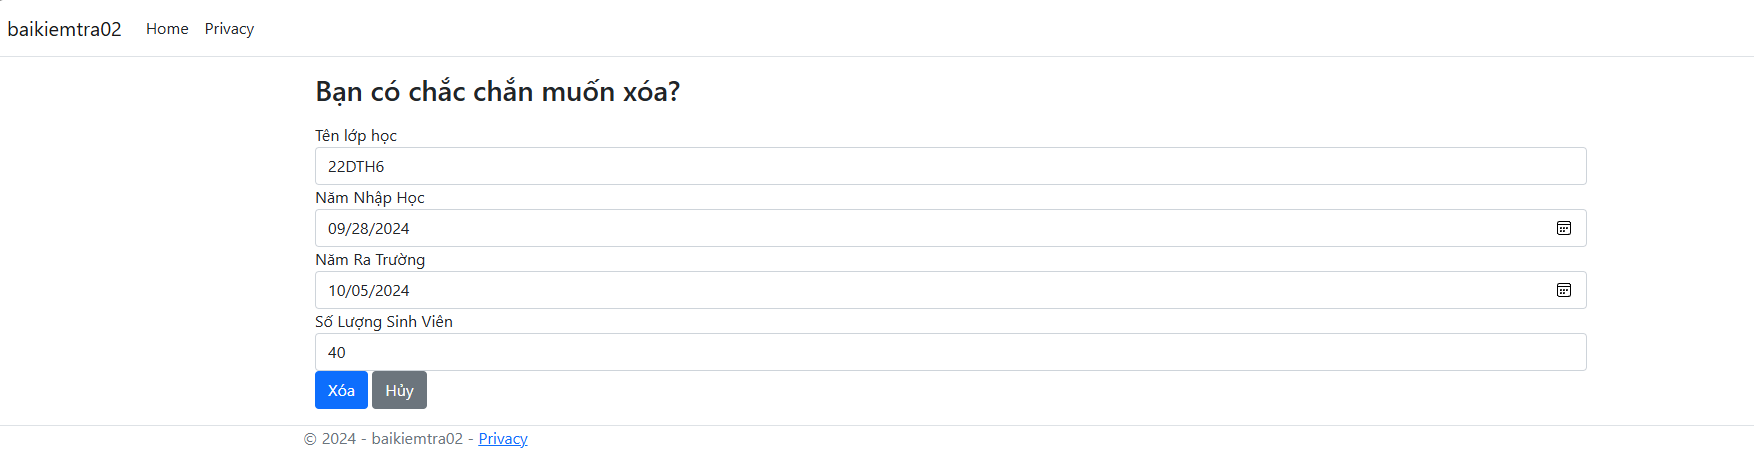 baikiemtra02 Home Privacy
Bạn có chắc chắn muốn xóa?
Tên lớp học
22DTH6
Năm Nhập Học
09/28/2024
Năm Ra Trường
10/05/2024
Số Lượng Sinh Viên
40
Xóa Hủy
© 2024 - baikiemtra02 - Privacy